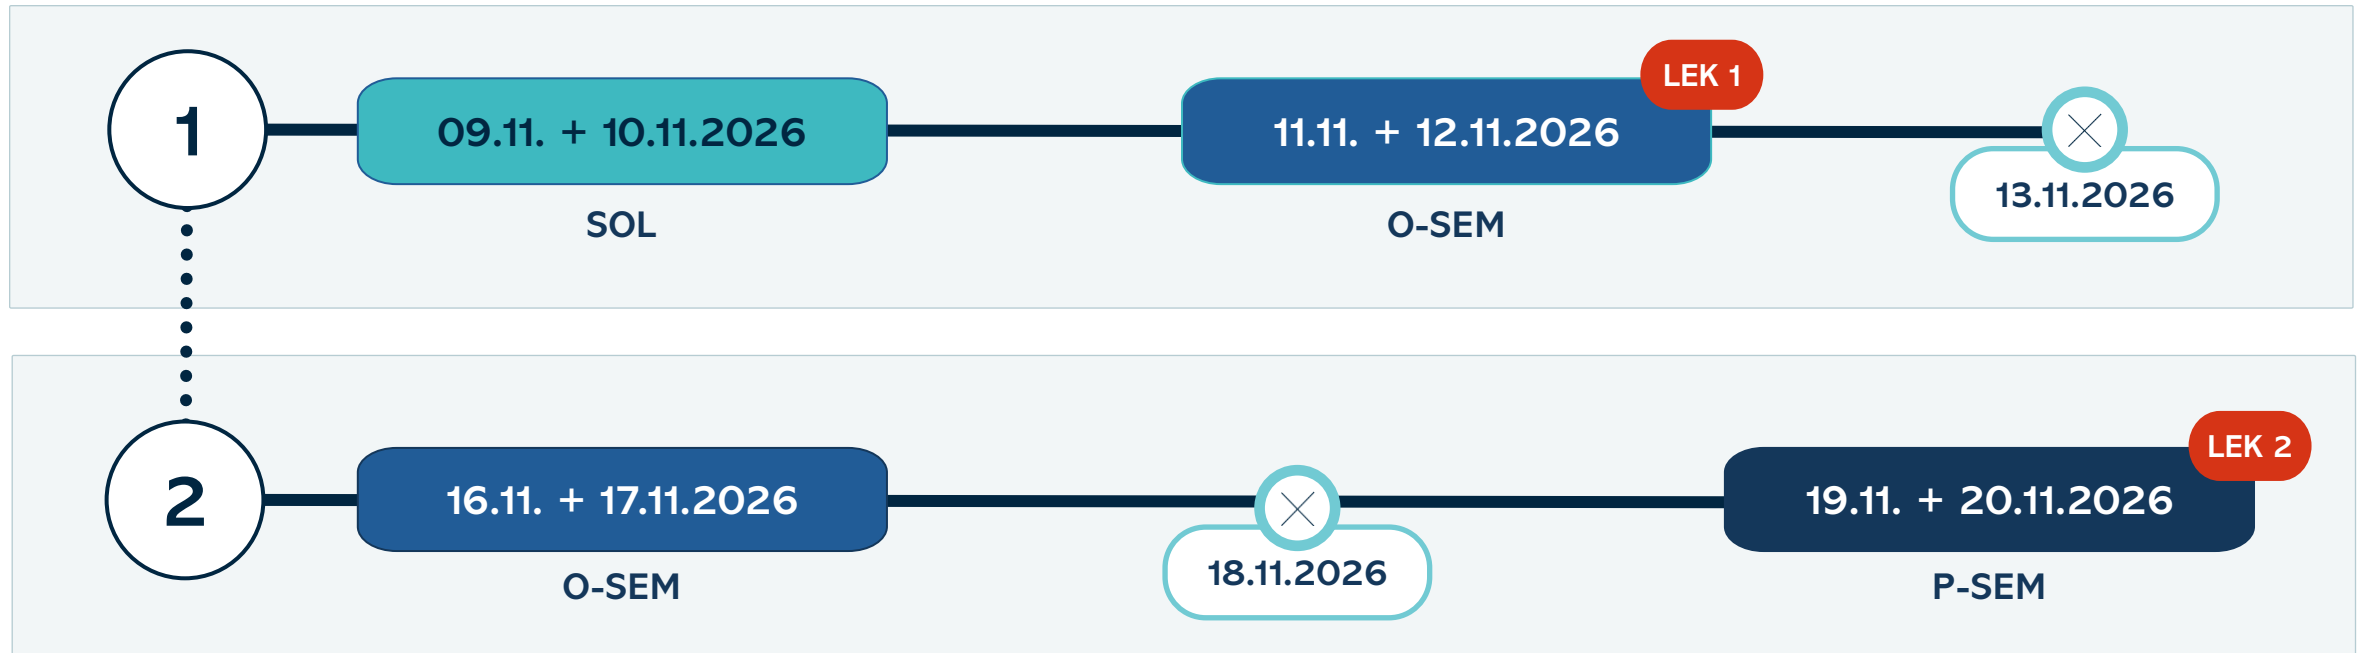 1
09.11. + 10.11.2026
SOL
11.11. + 12.11.2026
LEK 1
O-SEM
13.11.2026
2
16.11. + 17.11.2026
O-SEM
18.11.2026
19.11. + 20.11.2026
LEK 2
P-SEM